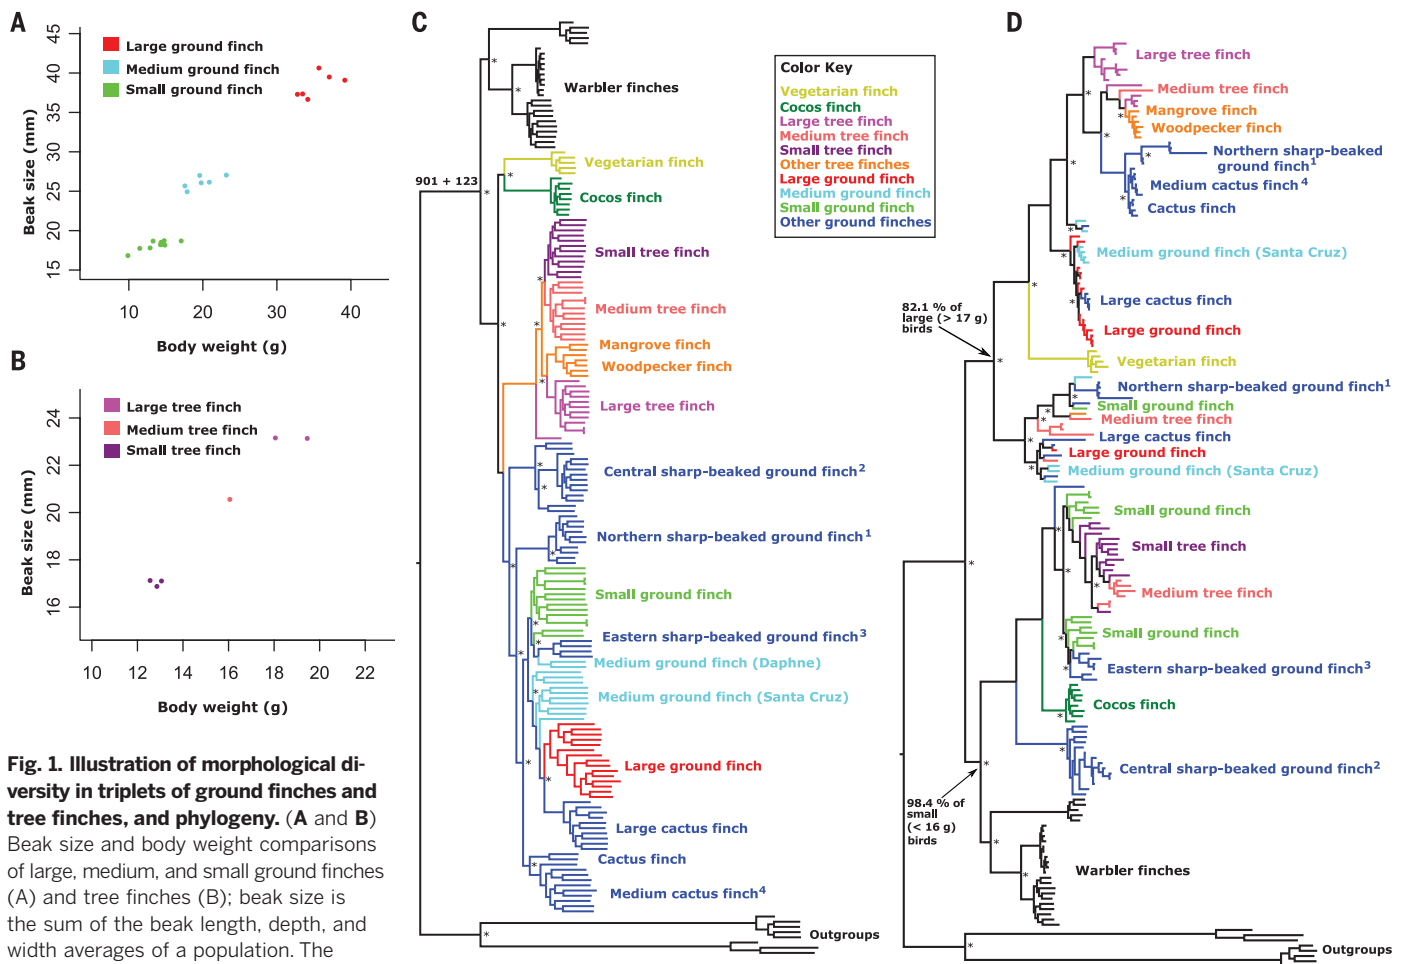 A
Beak size (mm)
45
40
35
30
25
20
15
Large ground finch
Medium ground finch
Small ground finch
10
20
30
40
Body weight (g)
B
Beak size (mm)
24
22
20
18
16
Large tree finch
Medium tree finch
Small tree finch
10
12
14
16
18
20
22
Body weight (g)
Fig. 1. Illustration of morphological di-
versity in triplets of ground finches and
tree finches, and phylogeny. (A and B)
Beak size and body weight comparisons
of large, medium, and small ground finches
(A) and tree finches (B); beak size is
the sum of the beak length, depth, and
width averages of a population. The
C
901 + 123
Warbler finches
Vegetarian finch
Cocos finch
Small tree finch
Medium tree finch
Mangrove finch
Woodpecker finch
Large tree finch
Central sharp-beaked ground finch²
Northern sharp-beaked ground finch¹
Small ground finch
Eastern sharp-beaked ground finch³
Medium ground finch (Daphne)
Medium ground finch (Santa Cruz)
Large ground finch
Large cactus finch
Cactus finch
Medium cactus finch⁴
Outgroups
Color Key
Vegetarian finch
Cocos finch
Large tree finch
Medium tree finch
Small tree finch
Other tree finches
Large ground finch
Medium ground finch
Small ground finch
Other ground finches
D
Large tree finch
Medium tree finch
Mangrove finch
Woodpecker finch
Northern sharp-beaked
ground finch¹
Medium cactus finch⁴
Cactus finch
Medium ground finch (Santa Cruz)
Large cactus finch
82.1 % of
large (> 17 g)
birds
Large ground finch
Vegetarian finch
Northern sharp-beaked ground finch¹
Small ground finch
Medium tree finch
Large cactus finch
Large ground finch
Medium ground finch (Santa Cruz)
Small ground finch
Small tree finch
Medium tree finch
Small ground finch
Eastern sharp-beaked ground finch³
Cocos finch
Central sharp-beaked ground finch²
98.4 % of
small
(< 16 g)
birds
Warbler finches
Outgroups